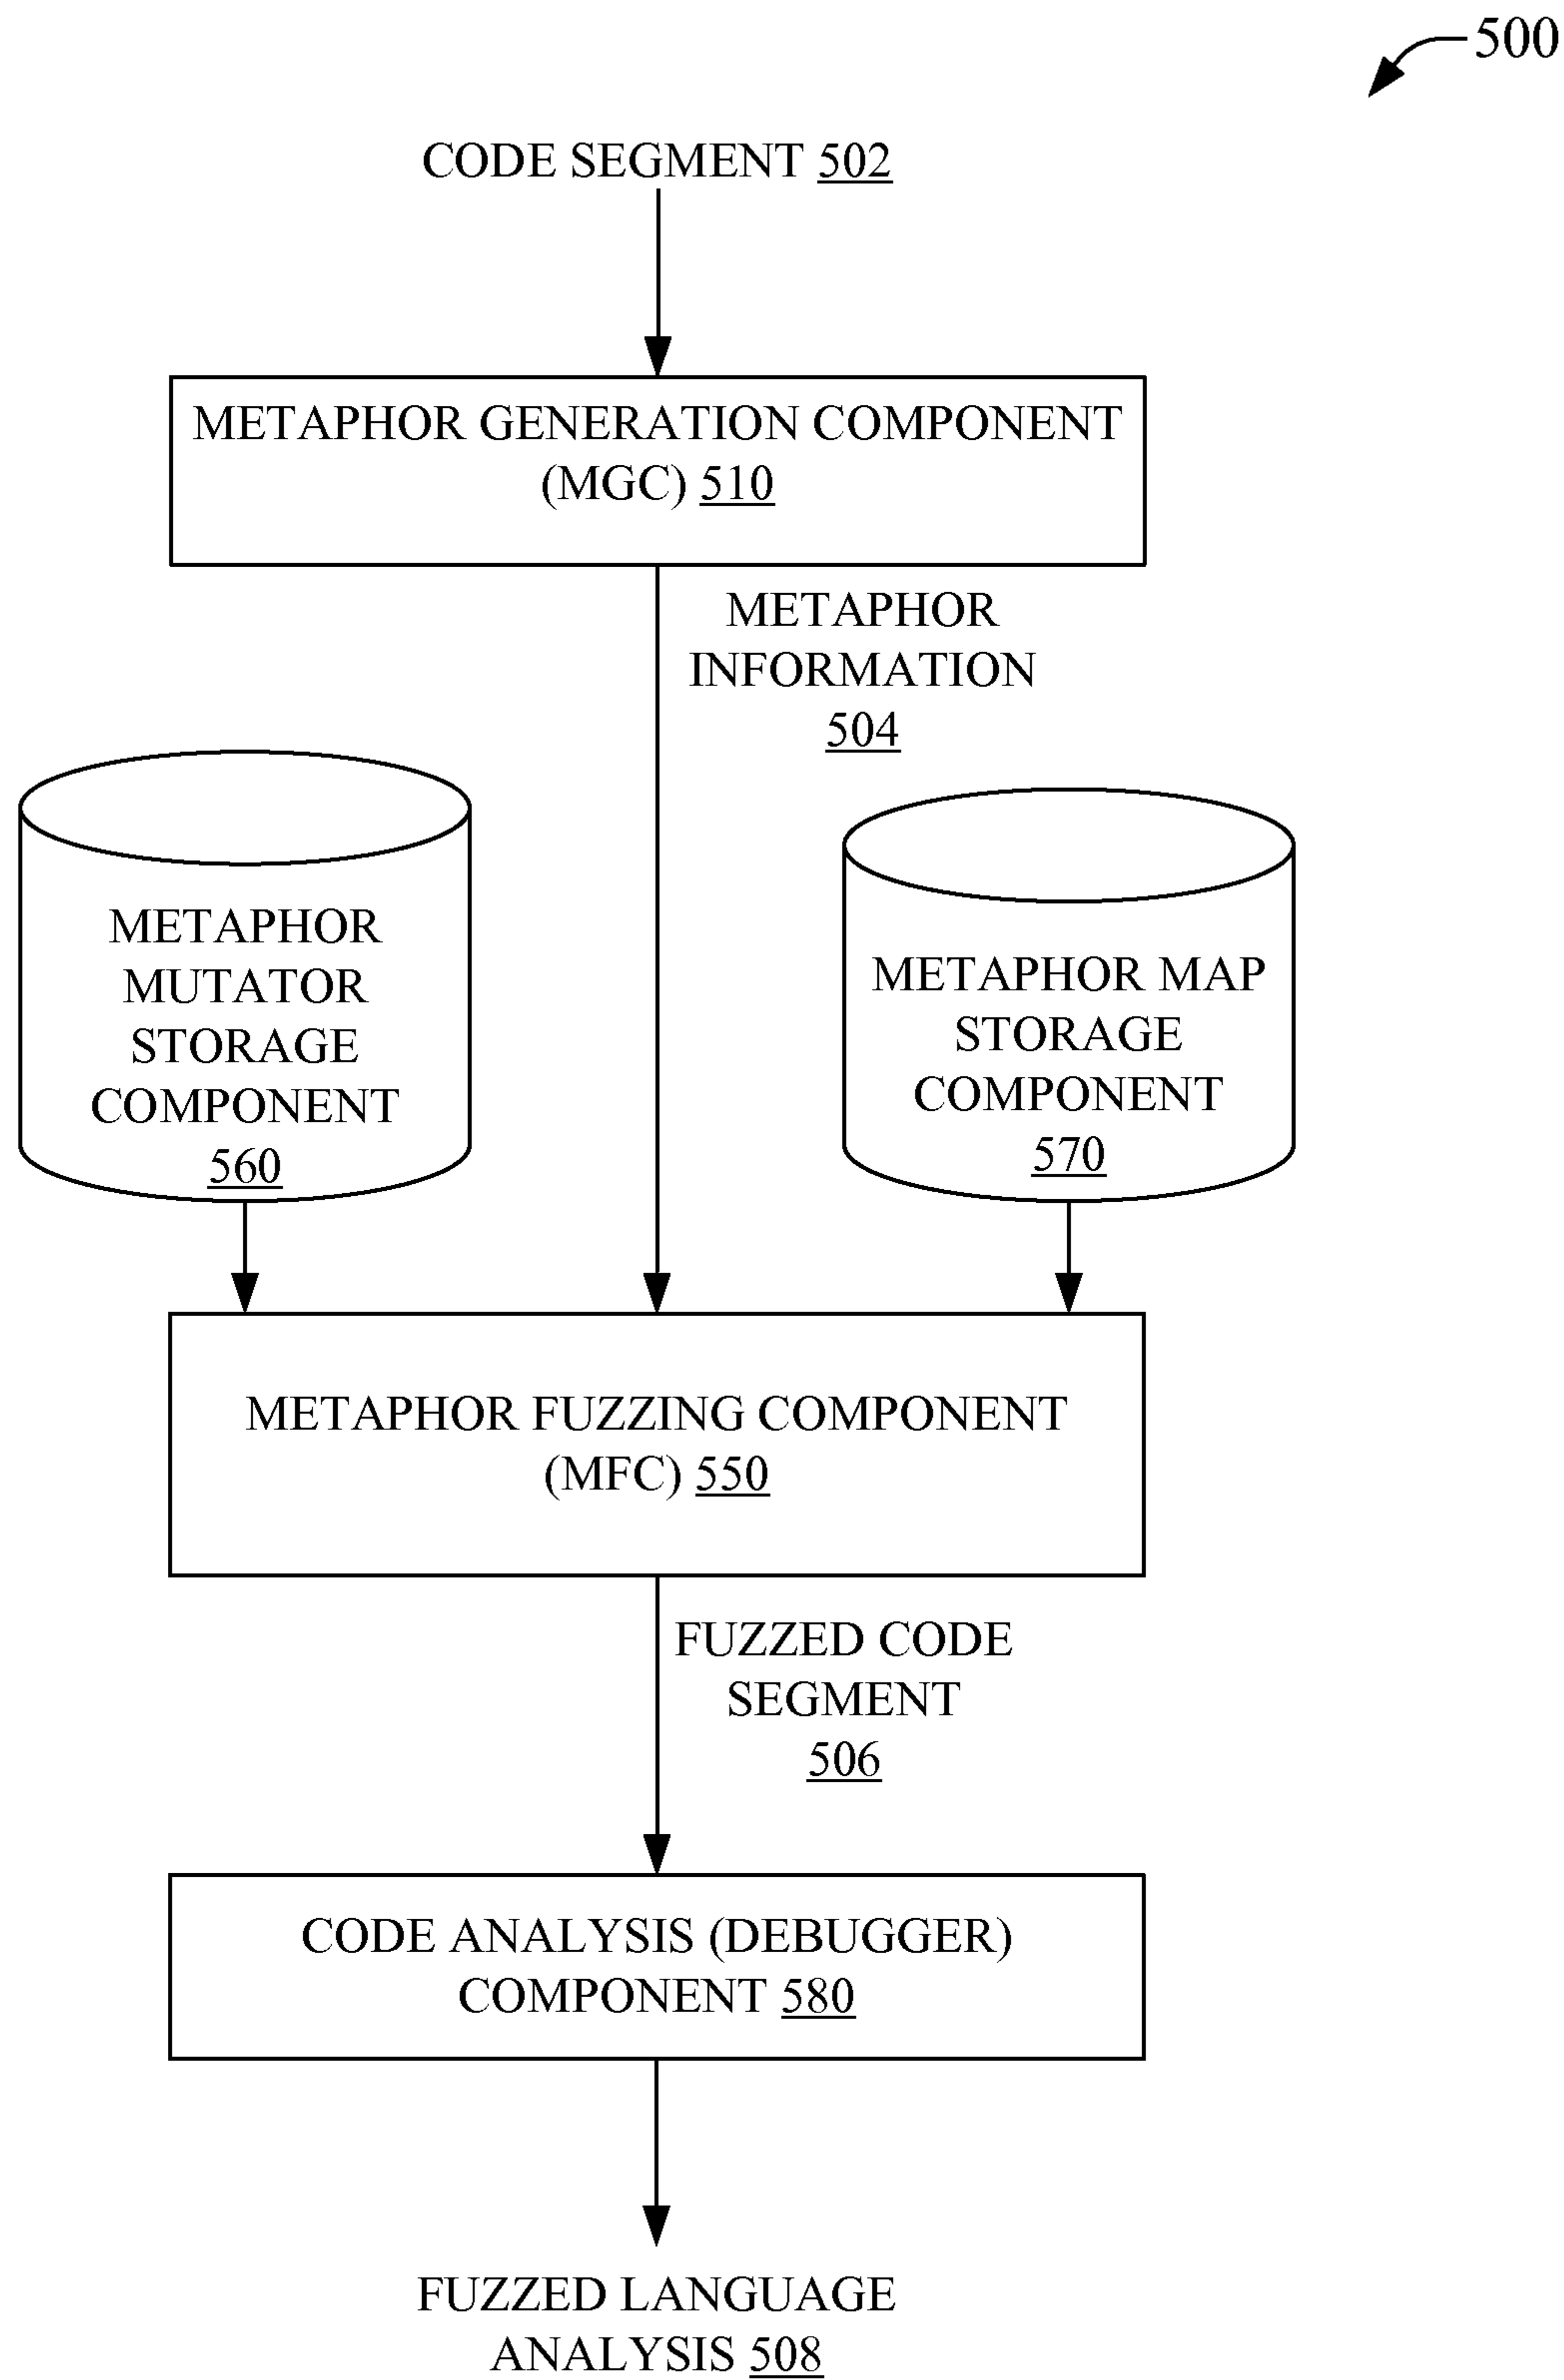 500
CODE SEGMENT 502
METAPHOR GENERATION COMPONENT
(MGC) 510
METAPHOR
INFORMATION
504
METAPHOR
MUTATOR
STORAGE
COMPONENT
560
METAPHOR MAP
STORAGE
COMPONENT
570
METAPHOR FUZZING COMPONENT
(MFC) 550
FUZZED CODE
SEGMENT
506
CODE ANALYSIS (DEBUGGER)
COMPONENT 580
FUZZED LANGUAGE
ANALYSIS 508